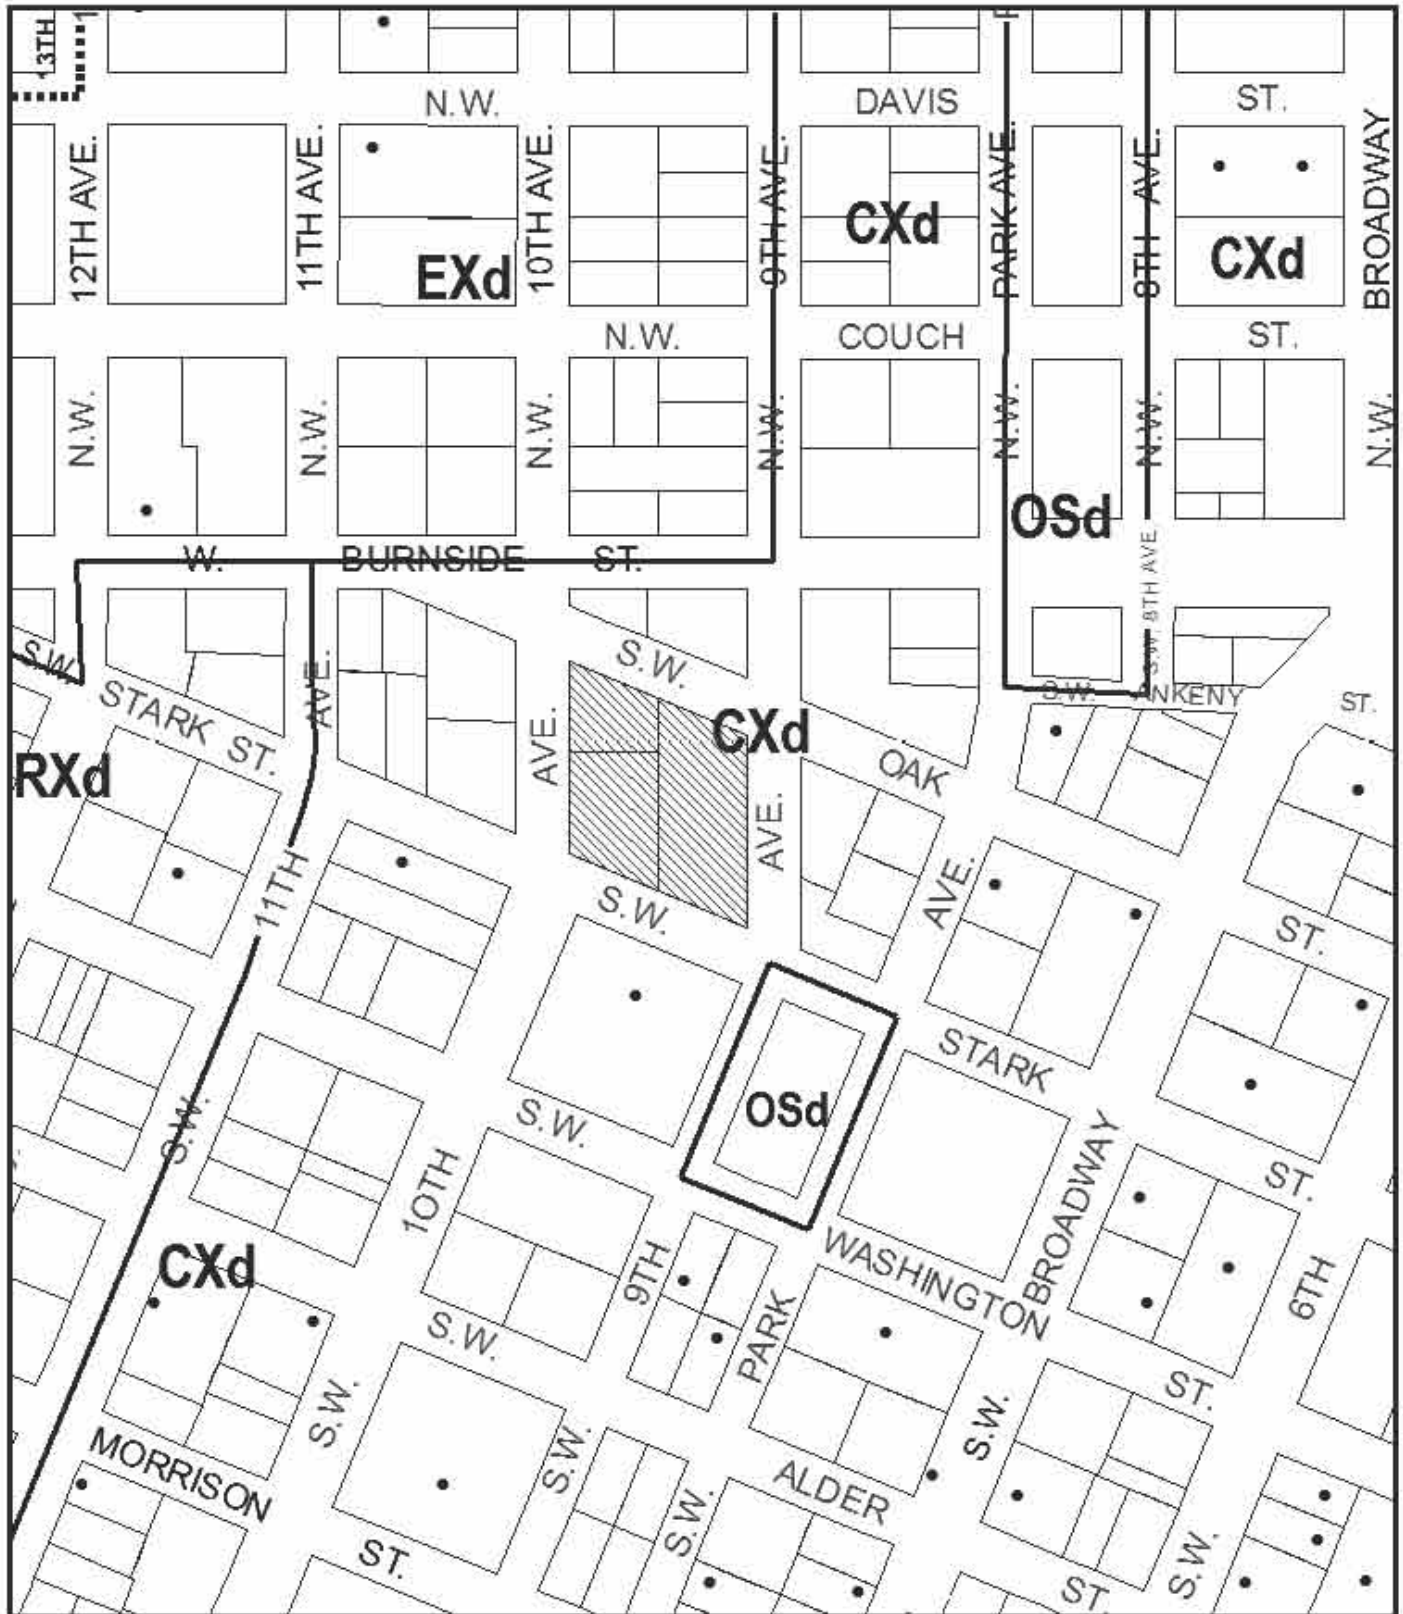 13TH
N.W.
DAVIS
ST.
12TH AVE.
11TH AVE.
10TH AVE.
9TH AVE.
PARK AVE.
8TH AVE.
BROADWAY
CXd
CXd
EXd
N.W.
COUCH
ST.
N.W.
N.W.
N.W.
N.W.
N.W.
N.W.
N.W.
OSd
W.
BURNSIDE
ST.
S.W. 8TH AVE
S.W.
S.W.
STARK
ST.
AVE.
AVE.
CXd
S.W.
ANKENY
ST.
RXd
OAK
AVE.
11TH
S.W.
AVE.
ST.
STARK
OSd
S.W.
S.W.
10TH
BROADWAY
ST.
CXd
9TH
WASHINGTON
6TH
S.W.
PARK
ST.
S.W.
S.W.
S.W.
MORRISON
ALDER
S.W.
ST.
S.W.
ST.